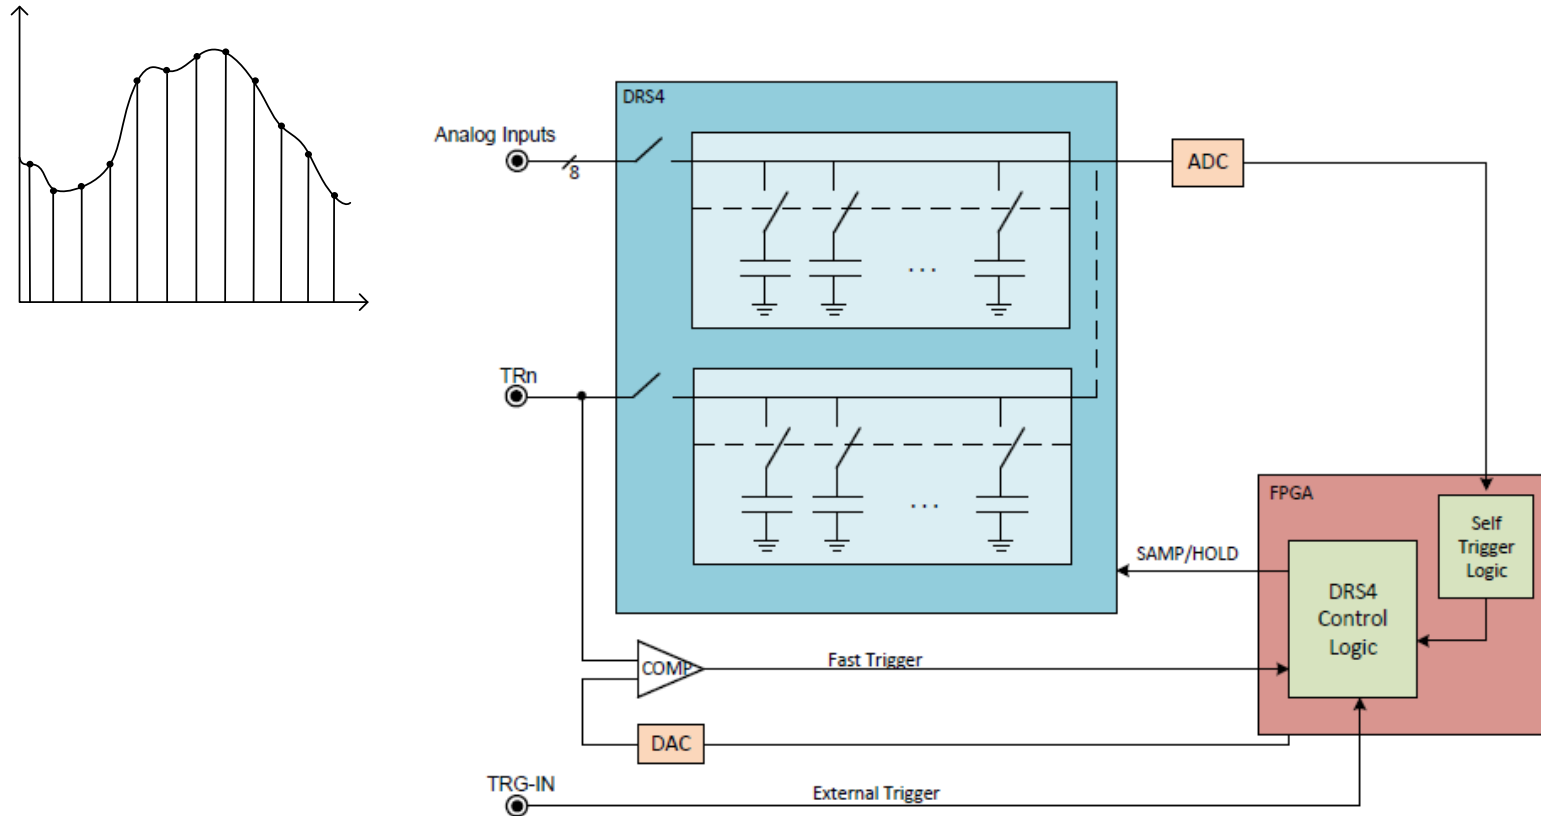 DRS4
Analog Inputs
8
ADC
...
TRn
...
FPGA
Self
Trigger
Logic
SAMP/HOLD
DRS4
Control
Logic
COMP
Fast Trigger
DAC
TRG-IN
External Trigger